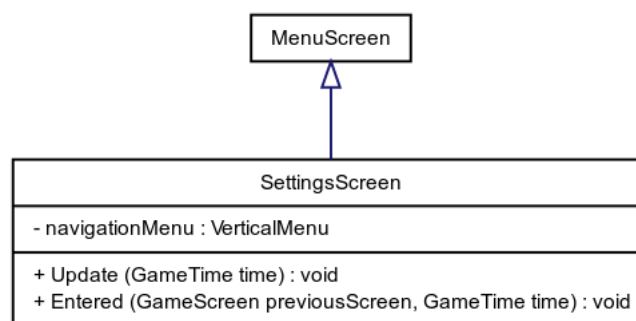 MenuScreen
SettingsScreen
- navigationMenu : VerticalMenu
+ Update (GameTime time) : void
+ Entered (GameScreen previousScreen, GameTime time) : void